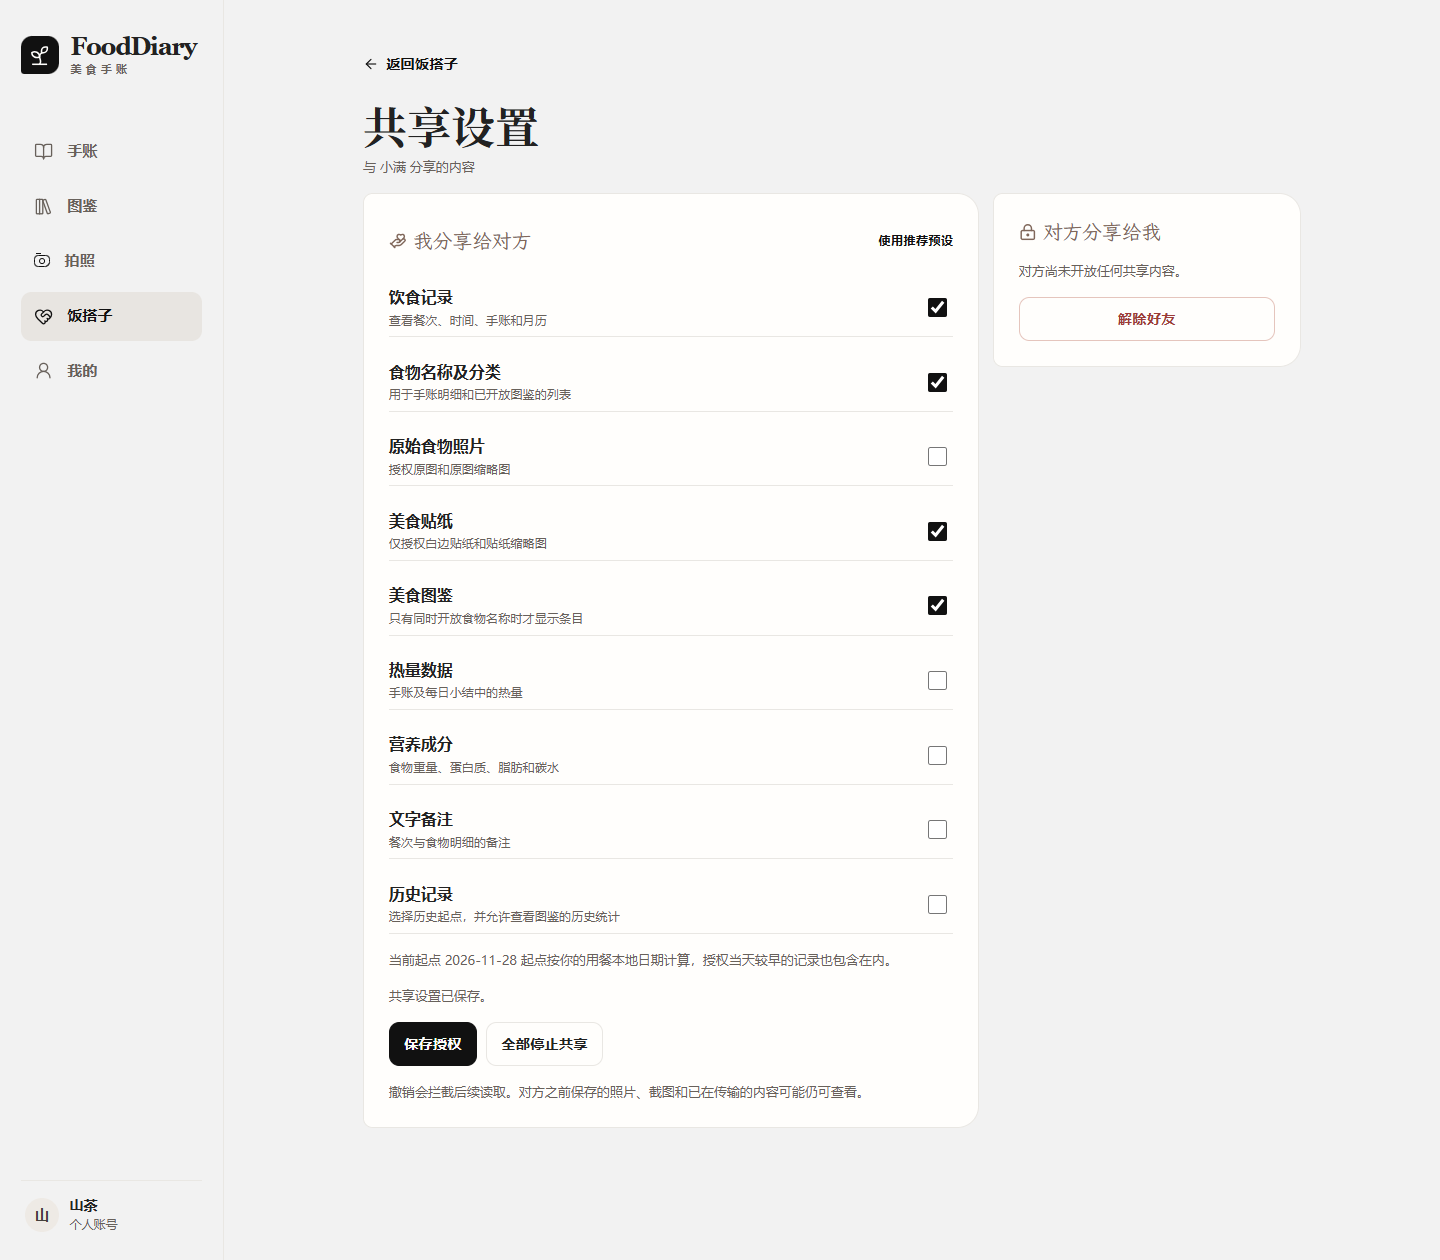 FoodDiary
美食手账
手账
图鉴
拍照
饭搭子
我的
山
山茶
个人账号
返回饭搭子
共享设置
与 小满 分享的内容
我分享给对方
使用推荐预设
饮食记录
查看餐次、时间、手账和月历
食物名称及分类
用于手账明细和已开放图鉴的列表
原始食物照片
授权原图和原图缩略图
美食贴纸
仅授权白边贴纸和贴纸缩略图
美食图鉴
只有同时开放食物名称时才显示条目
热量数据
手账及每日小结中的热量
营养成分
食物重量、蛋白质、脂肪和碳水
文字备注
餐次与食物明细的备注
历史记录
选择历史起点，并允许查看图鉴的历史统计
当前起点 2026-11-28 起点按你的用餐本地日期计算，授权当天较早的记录也包含在内。
共享设置已保存。
保存授权
全部停止共享
撤销会拦截后续读取。对方之前保存的照片、截图和已在传输的内容可能仍可查看。
对方分享给我
对方尚未开放任何共享内容。
解除好友